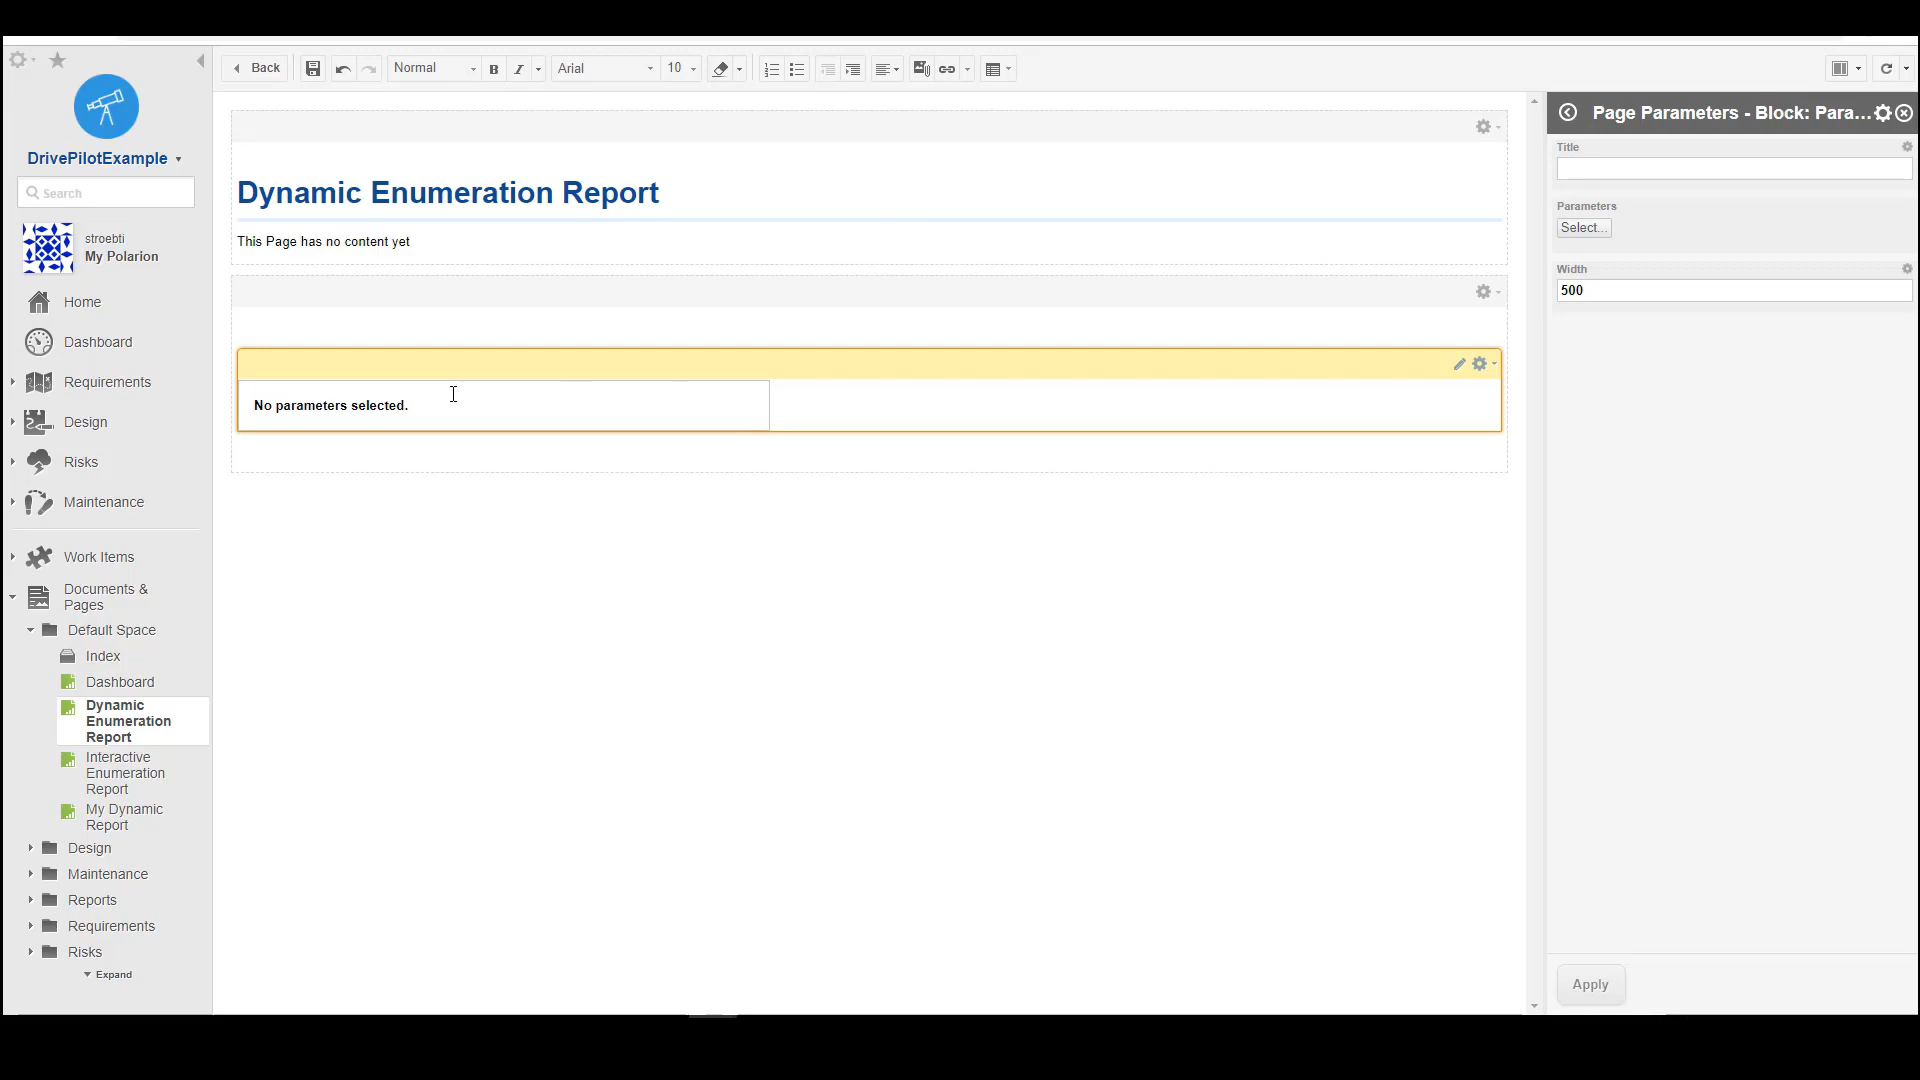 Back
Normal
B
I
Arial
10
Page Parameters - Block: Para...
DrivePilotExample
Search
stroebti
My Polarion
Home
Dashboard
Requirements
Design
Risks
Maintenance
Work Items
Documents &
Pages
Default Space
Index
Dashboard
Dynamic
Enumeration
Report
Interactive
Enumeration
Report
My Dynamic
Report
Design
Maintenance
Reports
Requirements
Risks
Expand
Dynamic Enumeration Report
This Page has no content yet
No parameters selected.
Title
Parameters
Select...
Width
500
Apply